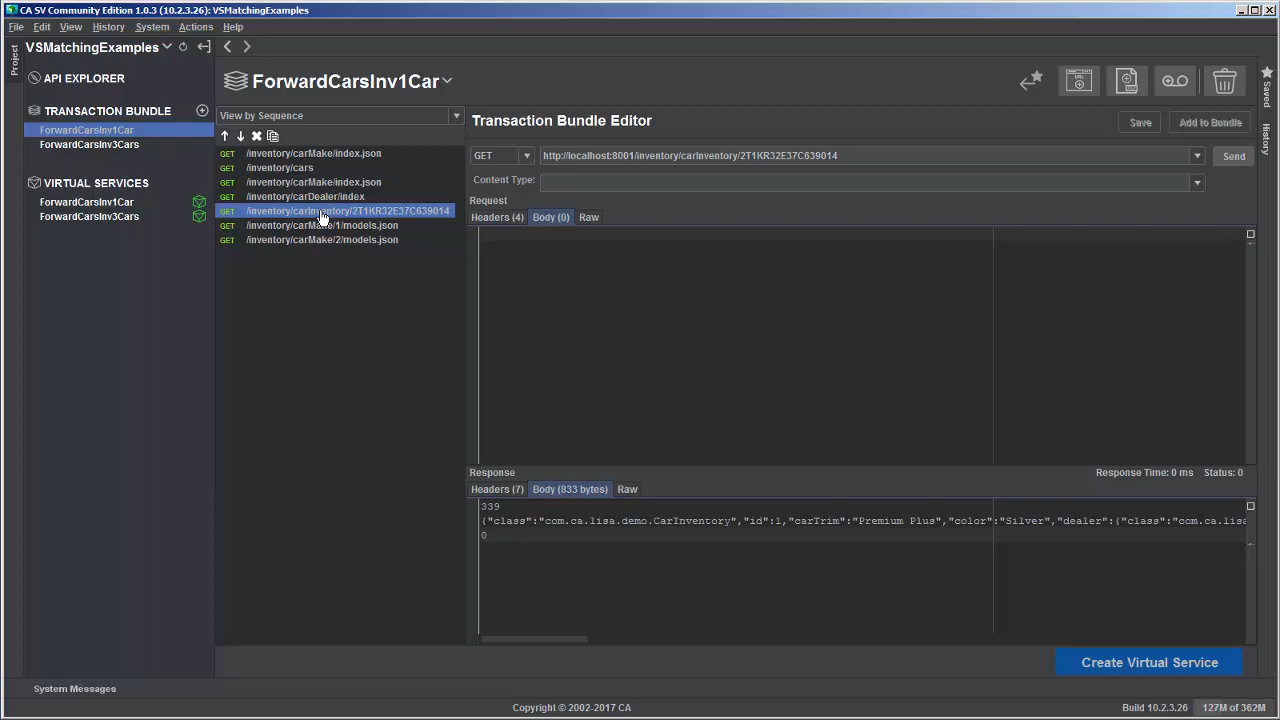 CA SV Community Edition 1.0.3 (10.2.3.26): VSMatchingExamples
File Edit View History System Actions Help
Project
VSMatchingExamples
API EXPLORER
TRANSACTION BUNDLE
ForwardCarsInv1Car
ForwardCarsInv3Cars
VIRTUAL SERVICES
ForwardCarsInv1Car
ForwardCarsInv3Cars
ForwardCarsInv1Car
View by Sequence
GET /inventory/carMake/index.json
GET /inventory/cars
GET /inventory/carMake/index.json
GET /inventory/carDealer/index
GET /inventory/carInventory/2T1KR32E37C639014
GET /inventory/carMake/1/models.json
GET /inventory/carMake/2/models.json
Transaction Bundle Editor
Save Add to Bundle
GET http://localhost:8001/inventory/carInventory/2T1KR32E37C639014 Send
Content Type:
Request
Headers (4) Body (0) Raw
Response Response Time: 0 ms Status: 0
Headers (7) Body (833 bytes) Raw
339
{"class":"com.ca.lisa.demo.CarInventory","id":1,"carTrim":"Premium Plus","color":"Silver","dealer":{"class":"com.ca.lisa
0
Create Virtual Service
Saved
History
System Messages
Copyright © 2002-2017 CA
Build 10.2.3.26 127M of 362M